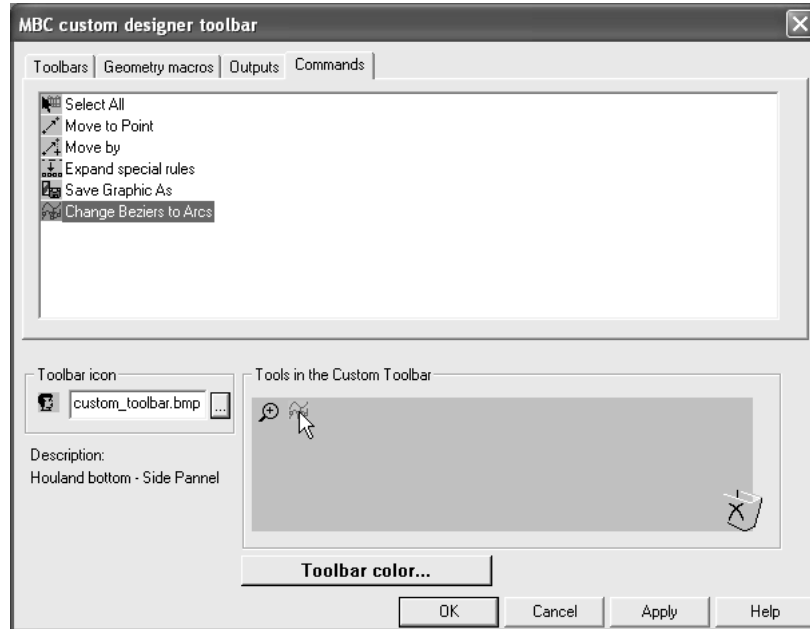 MBC custom designer toolbar
Toolbars Geometry macros Outputs Commands
Select All
Move to Point
Move by
Expand special rules
Save Graphic As
Change Beziers to Arcs
Toolbar icon
custom_toolbar.bmp ...
Description:
Houland bottom - Side Pannel
Tools in the Custom Toolbar
Toolbar color...
OK Cancel Apply Help